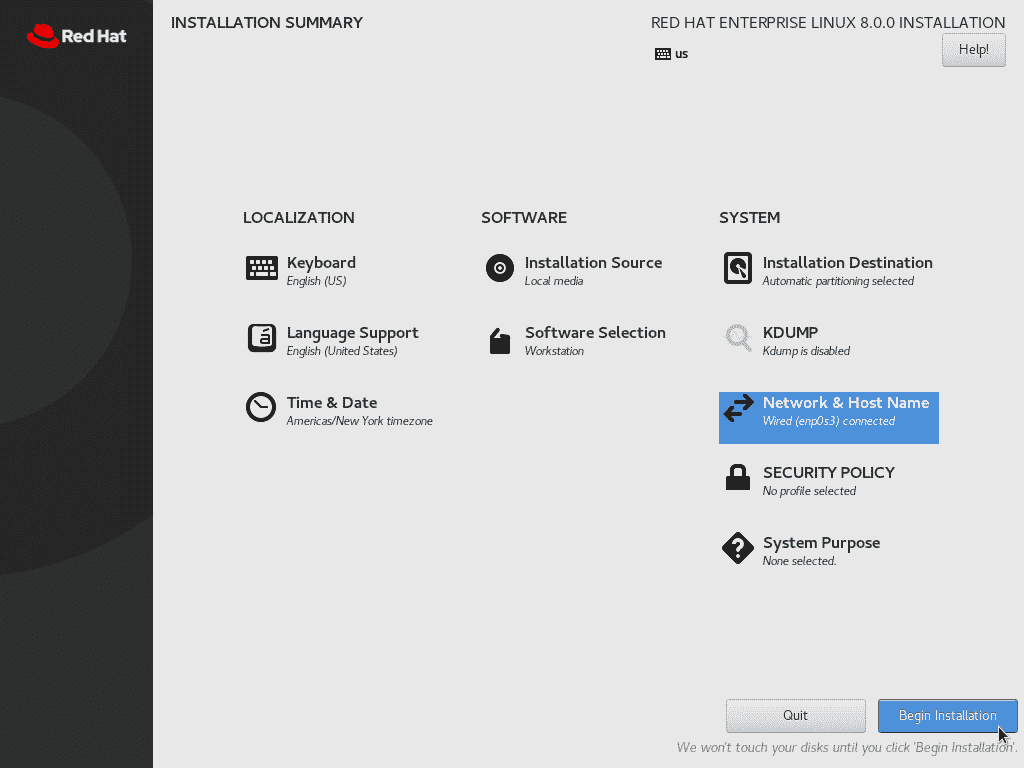 Red Hat
INSTALLATION SUMMARY
RED HAT ENTERPRISE LINUX 8.0.0 INSTALLATION
us
Help!
LOCALIZATION
Keyboard
English (US)
Language Support
English (United States)
Time & Date
Americas/New York timezone
SOFTWARE
Installation Source
Local media
Software Selection
Workstation
SYSTEM
Installation Destination
Automatic partitioning selected
KDUMP
Kdump is disabled
Network & Host Name
Wired (enp0s3) connected
SECURITY POLICY
No profile selected
System Purpose
None selected.
Quit
Begin Installation
We won't touch your disks until you click 'Begin Installation'.